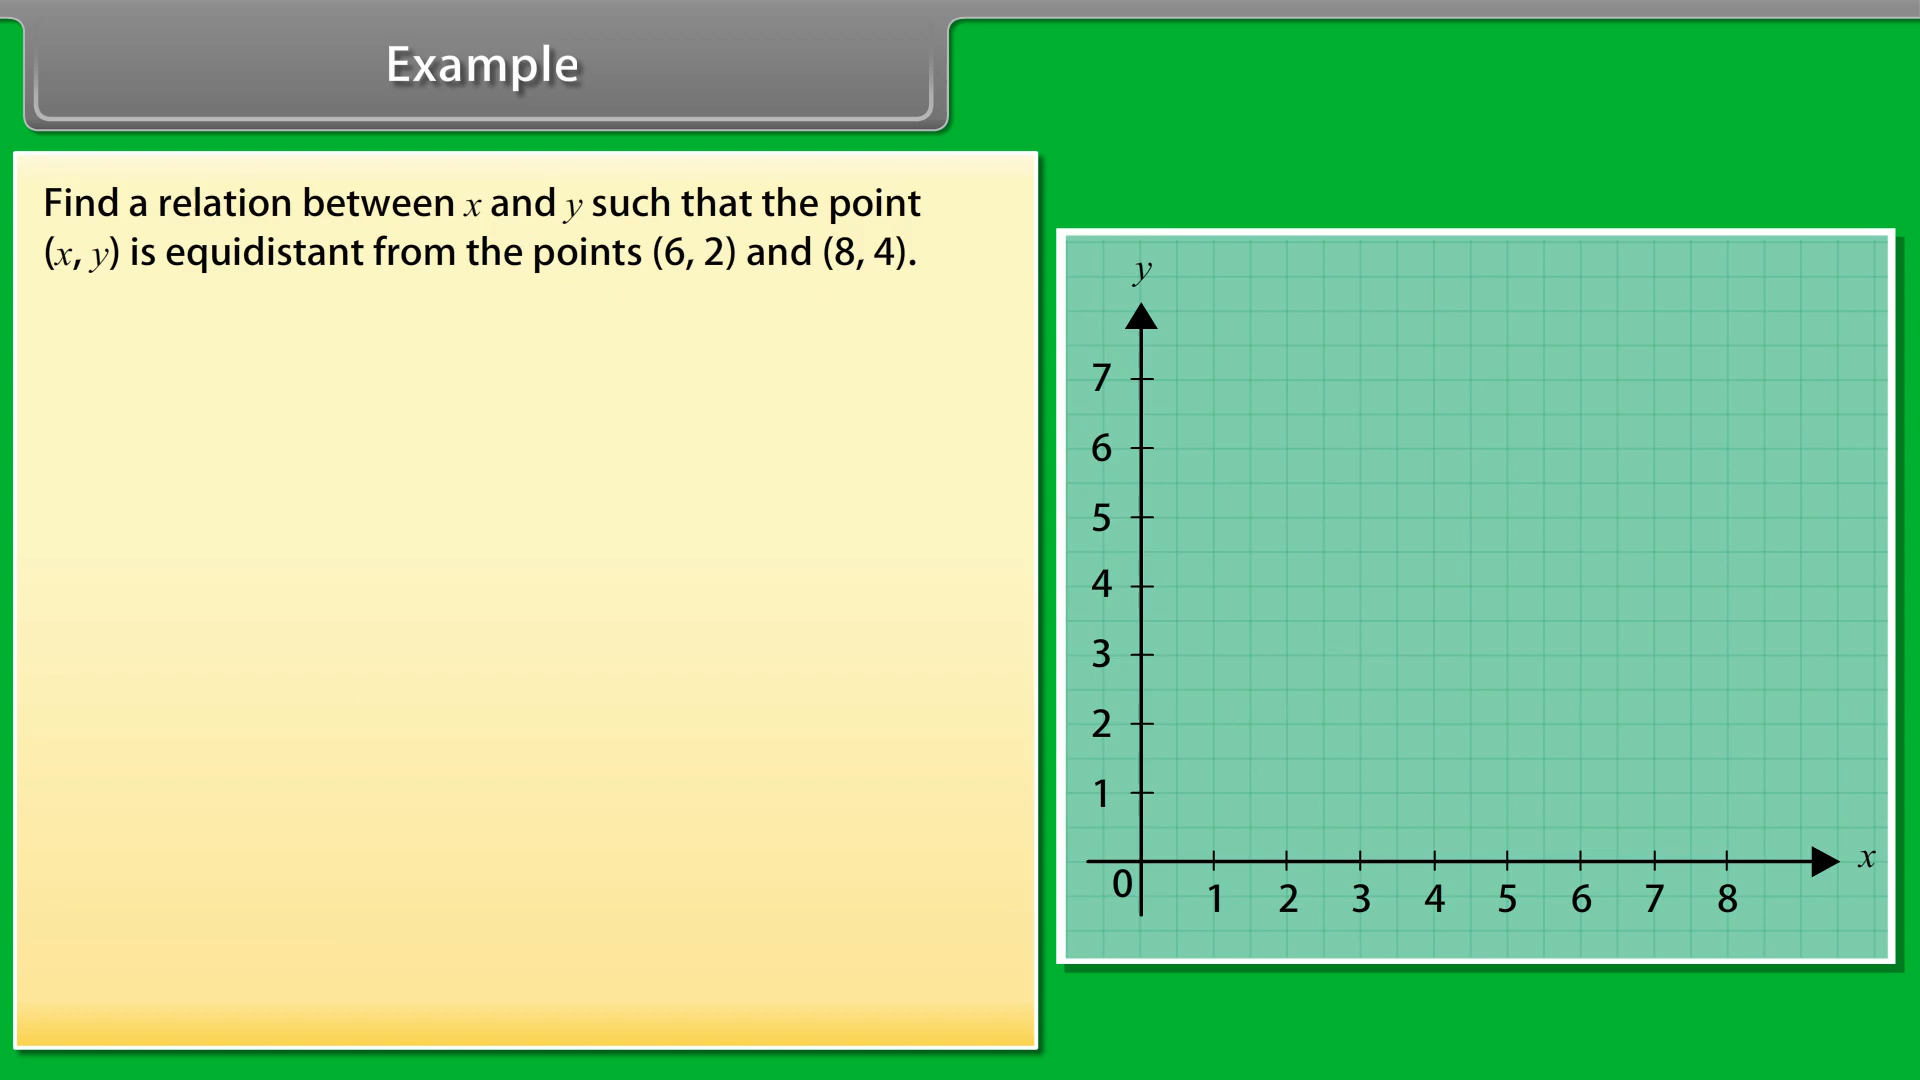 Example
Find a relation between x and y such that the point
(x, y) is equidistant from the points (6, 2) and (8, 4).
y
7
6
5
4
3
2
1
0
1 2 3 4 5 6 7 8
x